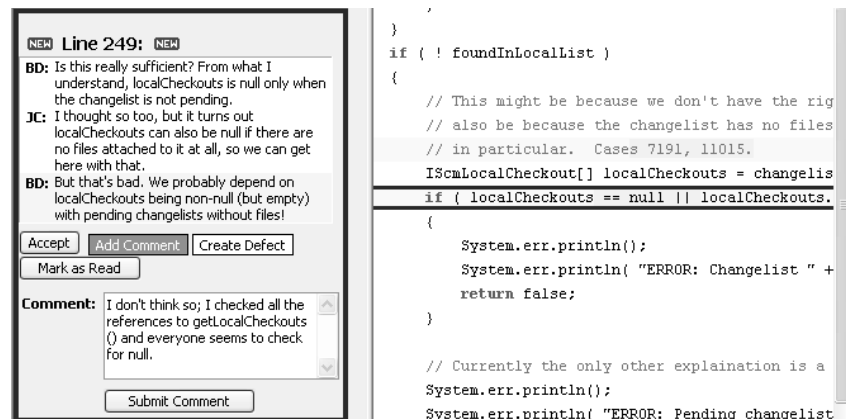 NEW Line 249: NEW
BD: Is this really sufficient? From what I
understand, localCheckouts is null only when
the changelist is not pending.
JC: I thought so too, but it turns out
localCheckouts can also be null if there are
no files attached to it at all, so we can get
here with that.
BD: But that's bad. We probably depend on
localCheckouts being non-null (but empty)
with pending changelists without files!
Accept Add Comment Create Defect
Mark as Read
Comment: I don't think so; I checked all the
references to getLocalCheckouts
() and everyone seems to check
for null.
Submit Comment
}
if ( ! foundInLocalList )
{
// This might be because we don't have the rig
// also be because the changelist has no files
// in particular. Cases 7191, 11015.
IScmLocalCheckout[] localCheckouts = changelis
if ( localCheckouts == null || localCheckouts.
{
System.err.println();
System.err.println( "ERROR: Changelist " +
return false;
}
// Currently the only other explaination is a
System.err.println();
System.err.println( "ERROR: Pending changelist